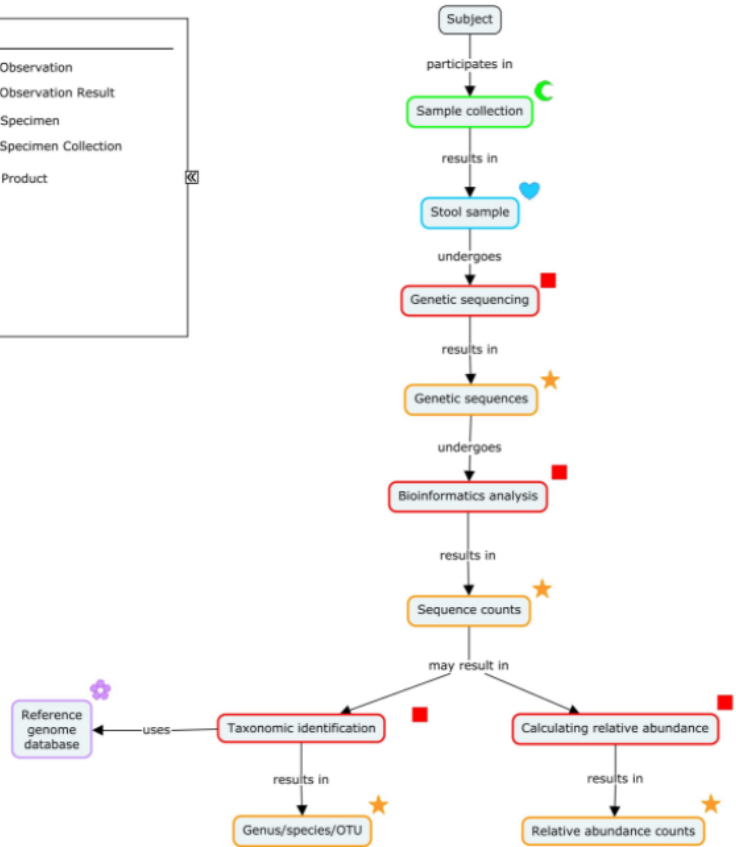 Observation
Observation Result
Specimen
Specimen Collection
Product
Subject
participates in
Sample collection
results in
Stool sample
undergoes
Genetic sequencing
results in
Genetic sequences
undergoes
Bioinformatics analysis
results in
Sequence counts
may result in
Reference
genome
database
uses
Taxonomic identification
Calculating relative abundance
results in
results in
Genus/species/OTU
Relative abundance counts